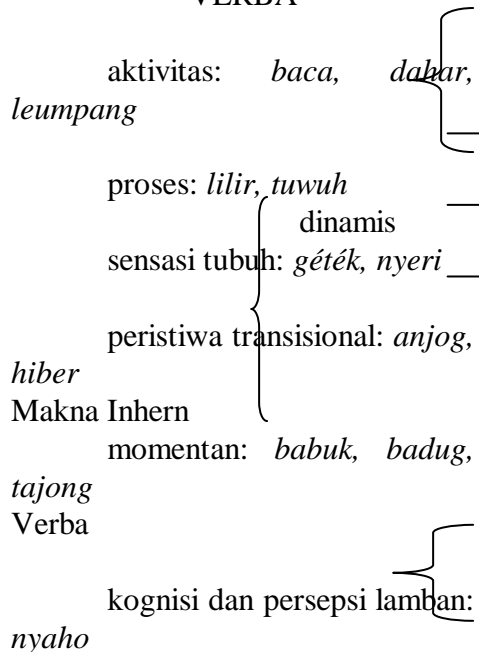 VERBA
aktivitas: baca, dahar,
leumpang
proses: lilir, tuwuh
dinamis
sensasi tubuh: géték, nyeri
peristiwa transisional: anjog,
hiber
Makna Inhern
momentan: babuk, badug,
tajong
Verba
kognisi dan persepsi lamban:
nyaho